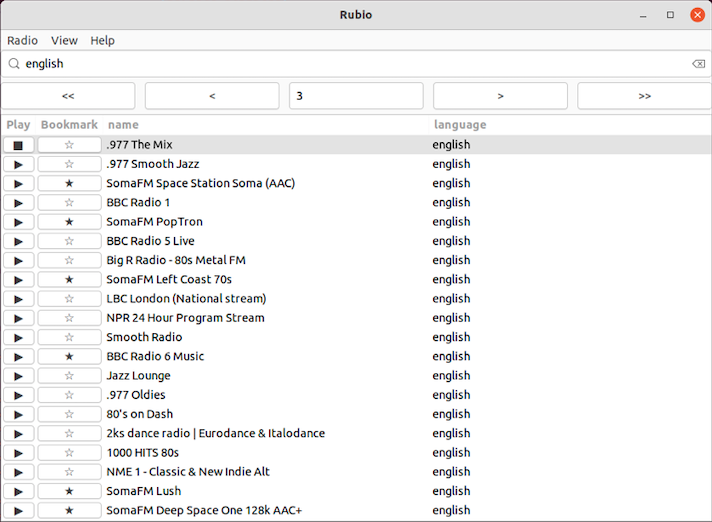 Rubio
Radio View Help
english
<< < 3 > >>
Play Bookmark name language
.977 The Mix english
.977 Smooth Jazz english
SomaFM Space Station Soma (AAC) english
BBC Radio 1 english
SomaFM PopTron english
BBC Radio 5 Live english
Big R Radio - 80s Metal FM english
SomaFM Left Coast 70s english
LBC London (National stream) english
NPR 24 Hour Program Stream english
Smooth Radio english
BBC Radio 6 Music english
Jazz Lounge english
.977 Oldies english
80's on Dash english
2ks dance radio | Eurodance & Italodance english
1000 HITS 80s english
NME 1 - Classic & New Indie Alt english
SomaFM Lush english
SomaFM Deep Space One 128k AAC+ english